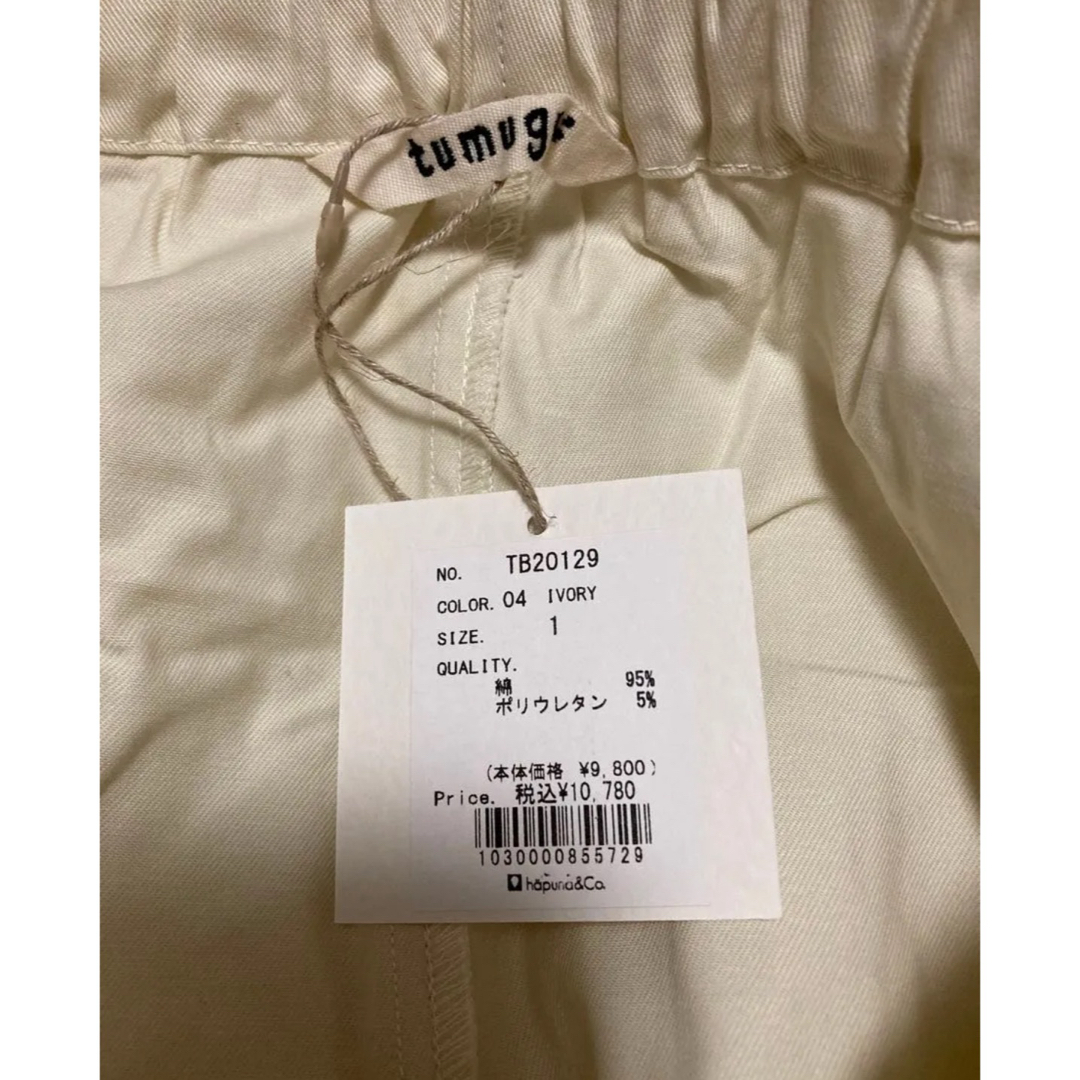 tumugu
NO. TB20129
COLOR. 04 IVORY
SIZE. 1
QUALITY.
綿 95%
ポリウレタン 5%
(本体価格 ¥9,800)
Price. 税込¥10,780
1030000855729
hāpuna&Co.